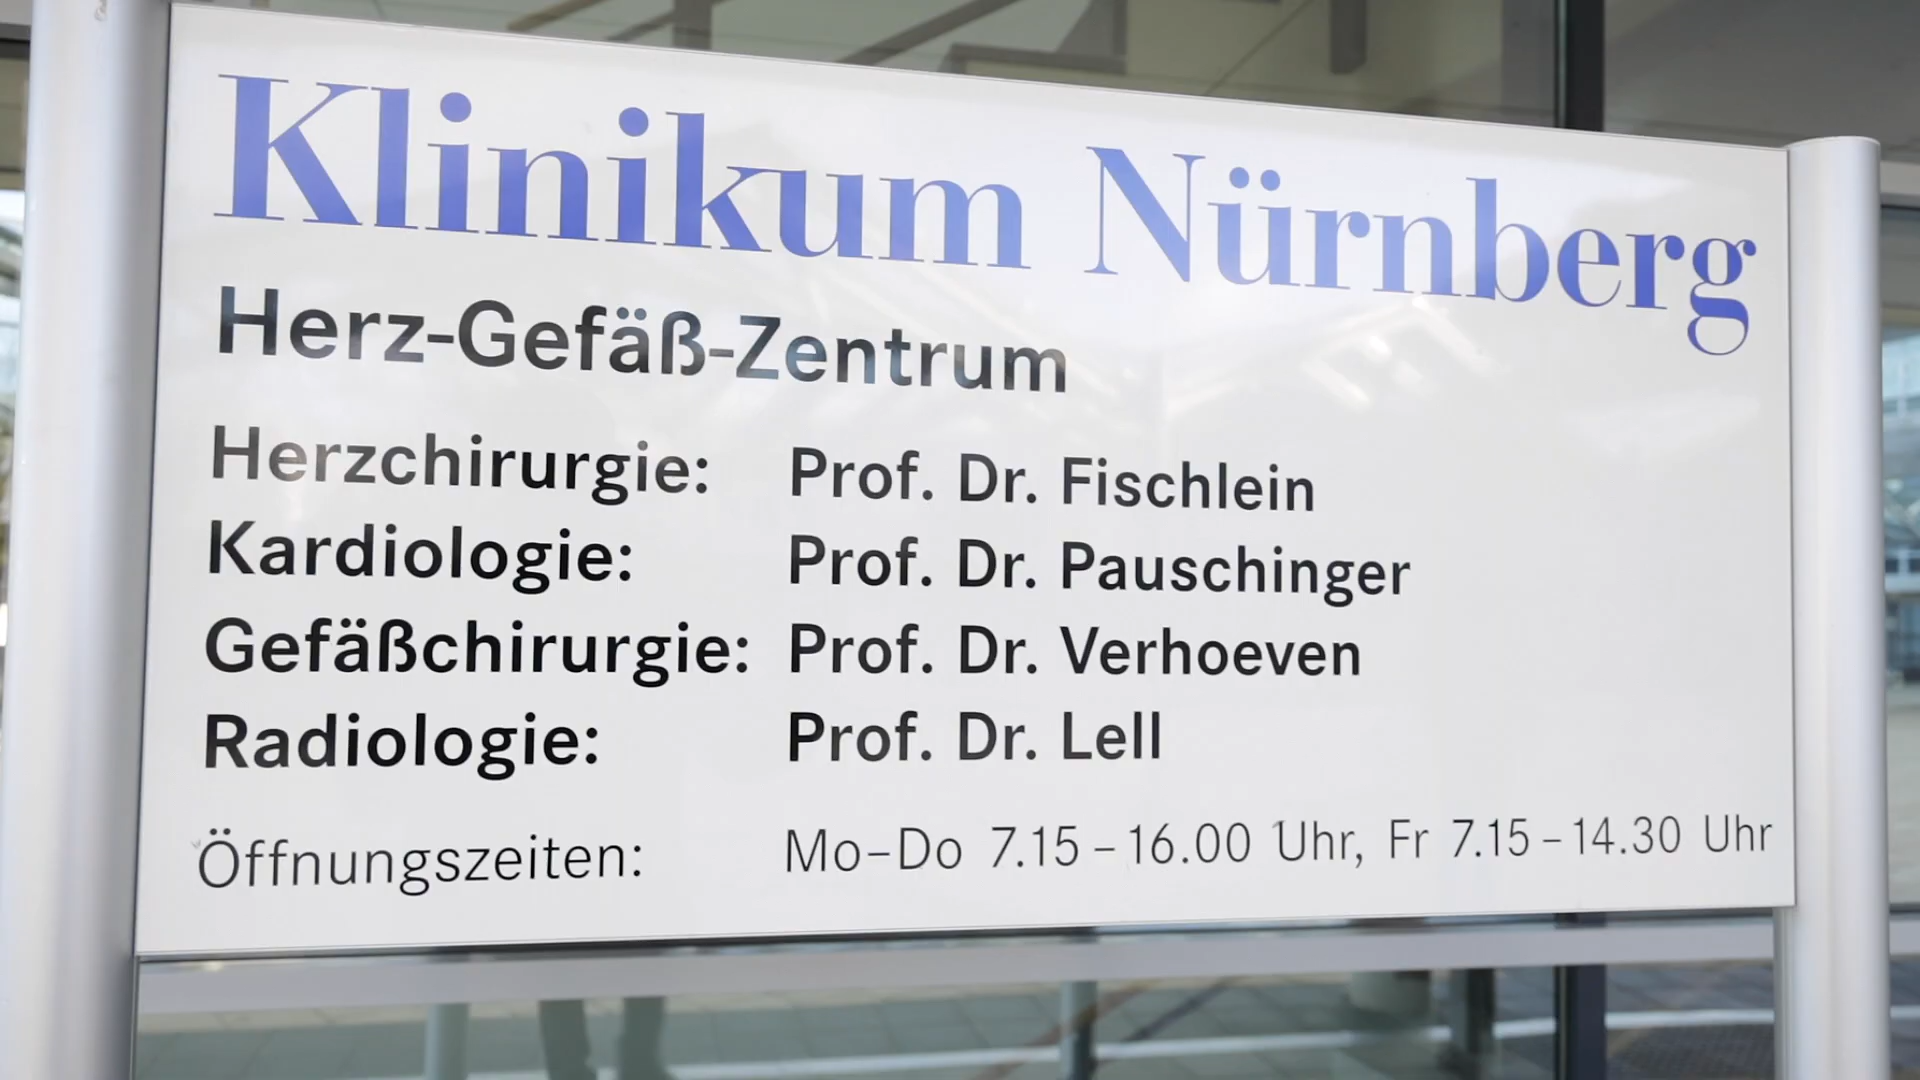 Klinikum Nürnberg
Herz-Gefäß-Zentrum
Herzchirurgie: Prof. Dr. Fischlein
Kardiologie: Prof. Dr. Pauschinger
Gefäßchirurgie: Prof. Dr. Verhoeven
Radiologie: Prof. Dr. Lell
Öffnungszeiten: Mo–Do 7.15 – 16.00 Uhr, Fr 7.15 – 14.30 Uhr